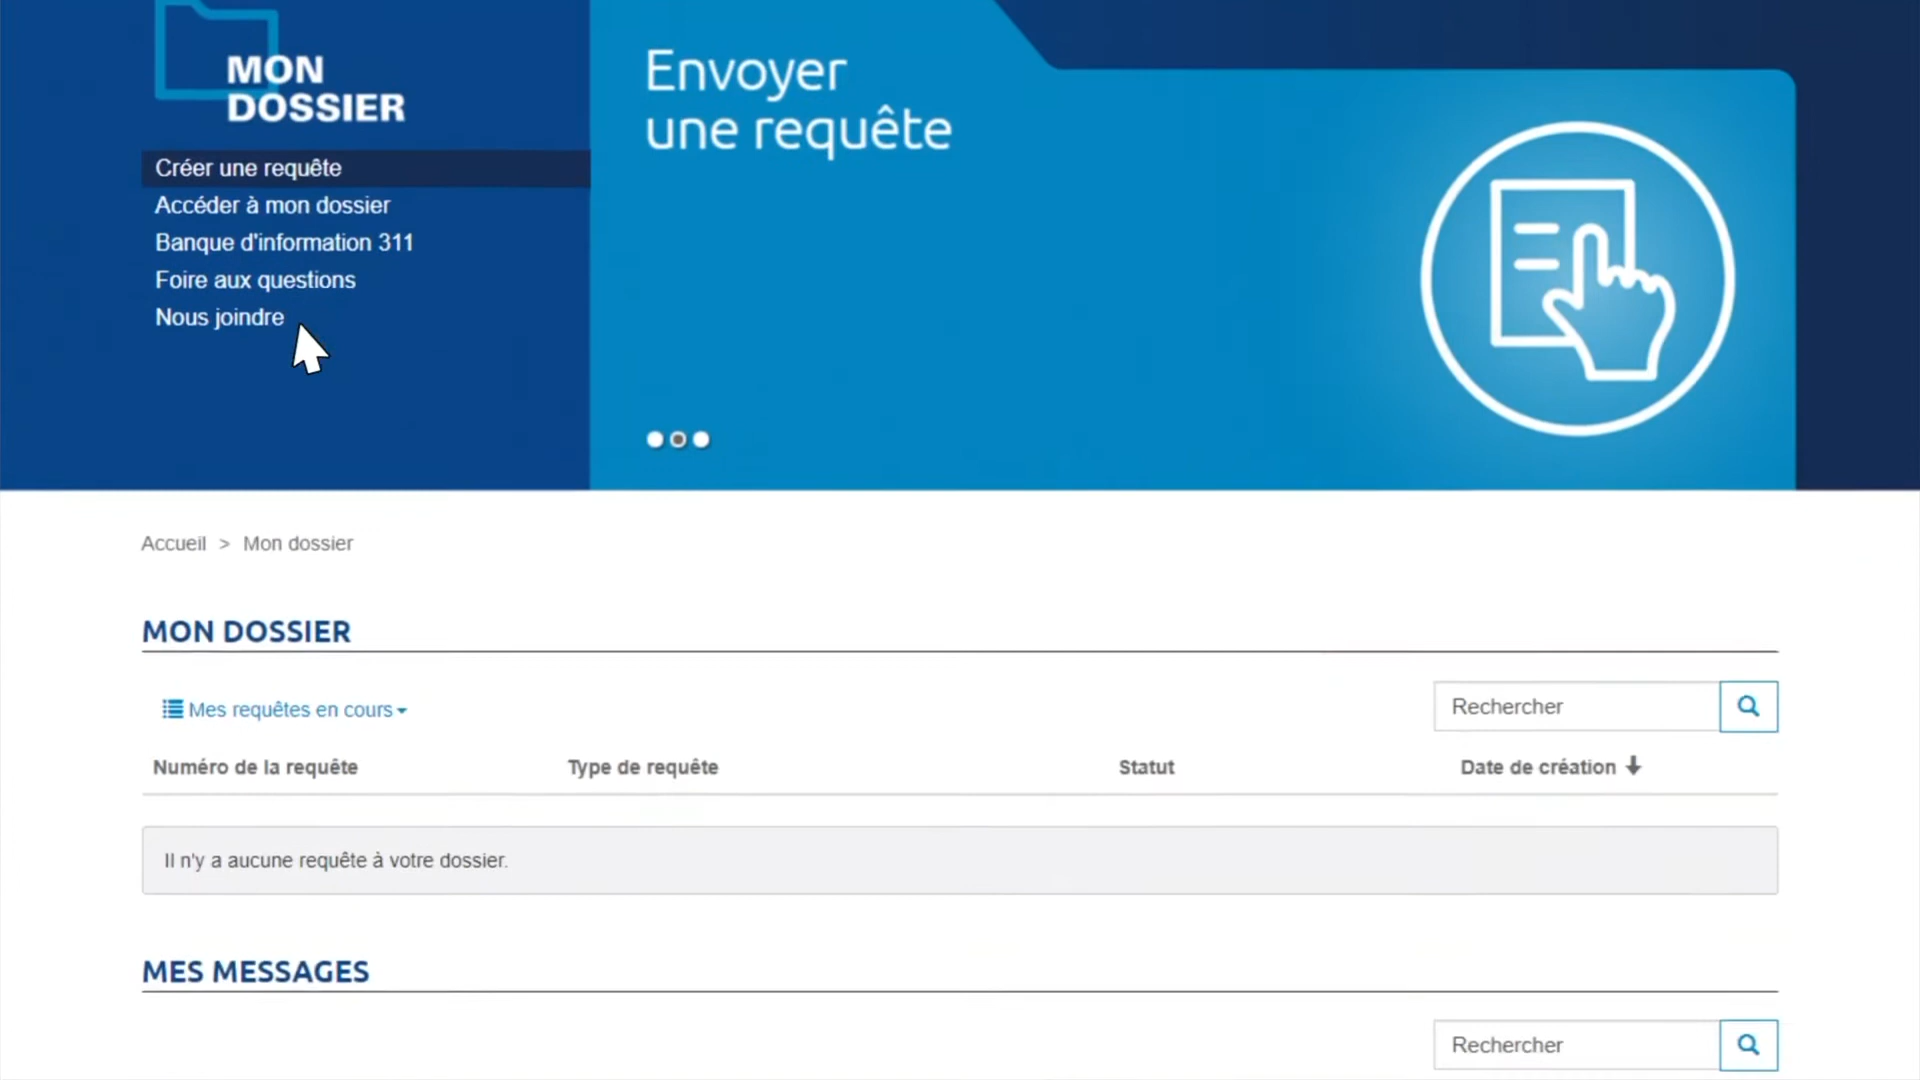 MON
DOSSIER
Créer une requête
Accéder à mon dossier
Banque d'information 311
Foire aux questions
Nous joindre
Envoyer
une requête
Accueil > Mon dossier
MON DOSSIER
Mes requêtes en cours
Rechercher
Numéro de la requête Type de requête Statut Date de création
Il n'y a aucune requête à votre dossier.
MES MESSAGES
Rechercher